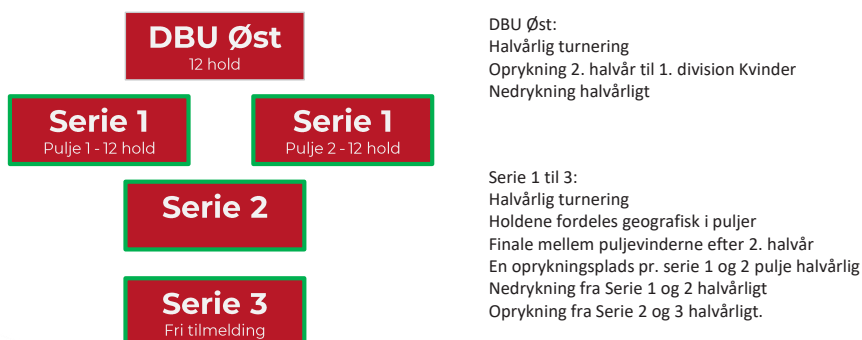 DBU Øst
12 hold
Serie 1
Pulje 1 - 12 hold
Serie 1
Pulje 2 - 12 hold
Serie 2
Serie 3
Fri tilmelding
DBU Øst:
Halvårlig turnering
Oprykning 2. halvår til 1. division Kvinder
Nedrykning halvårligt
Serie 1 til 3:
Halvårlig turnering
Holdene fordeles geografisk i puljer
Finale mellem puljevinderne efter 2. halvår
En oprykningsplads pr. serie 1 og 2 pulje halvårlig
Nedrykning fra Serie 1 og 2 halvårligt
Oprykning fra Serie 2 og 3 halvårligt.